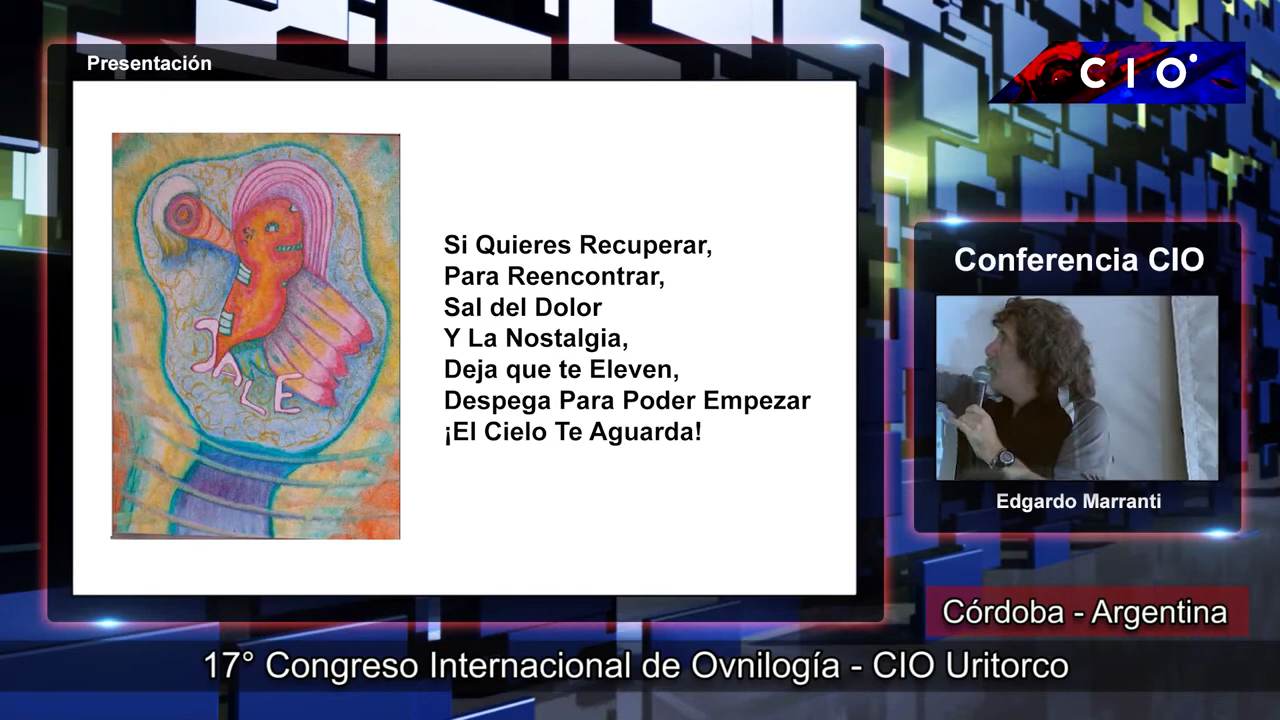 Presentación
CIO
JALE
Si Quieres Recuperar,
Para Reencontrar,
Sal del Dolor
Y La Nostalgia,
Deja que te Eleven,
Despega Para Poder Empezar
¡El Cielo Te Aguarda!
Conferencia CIO
Edgardo Marranti
Córdoba - Argentina
17° Congreso Internacional de Ovnilogía - CIO Uritorco